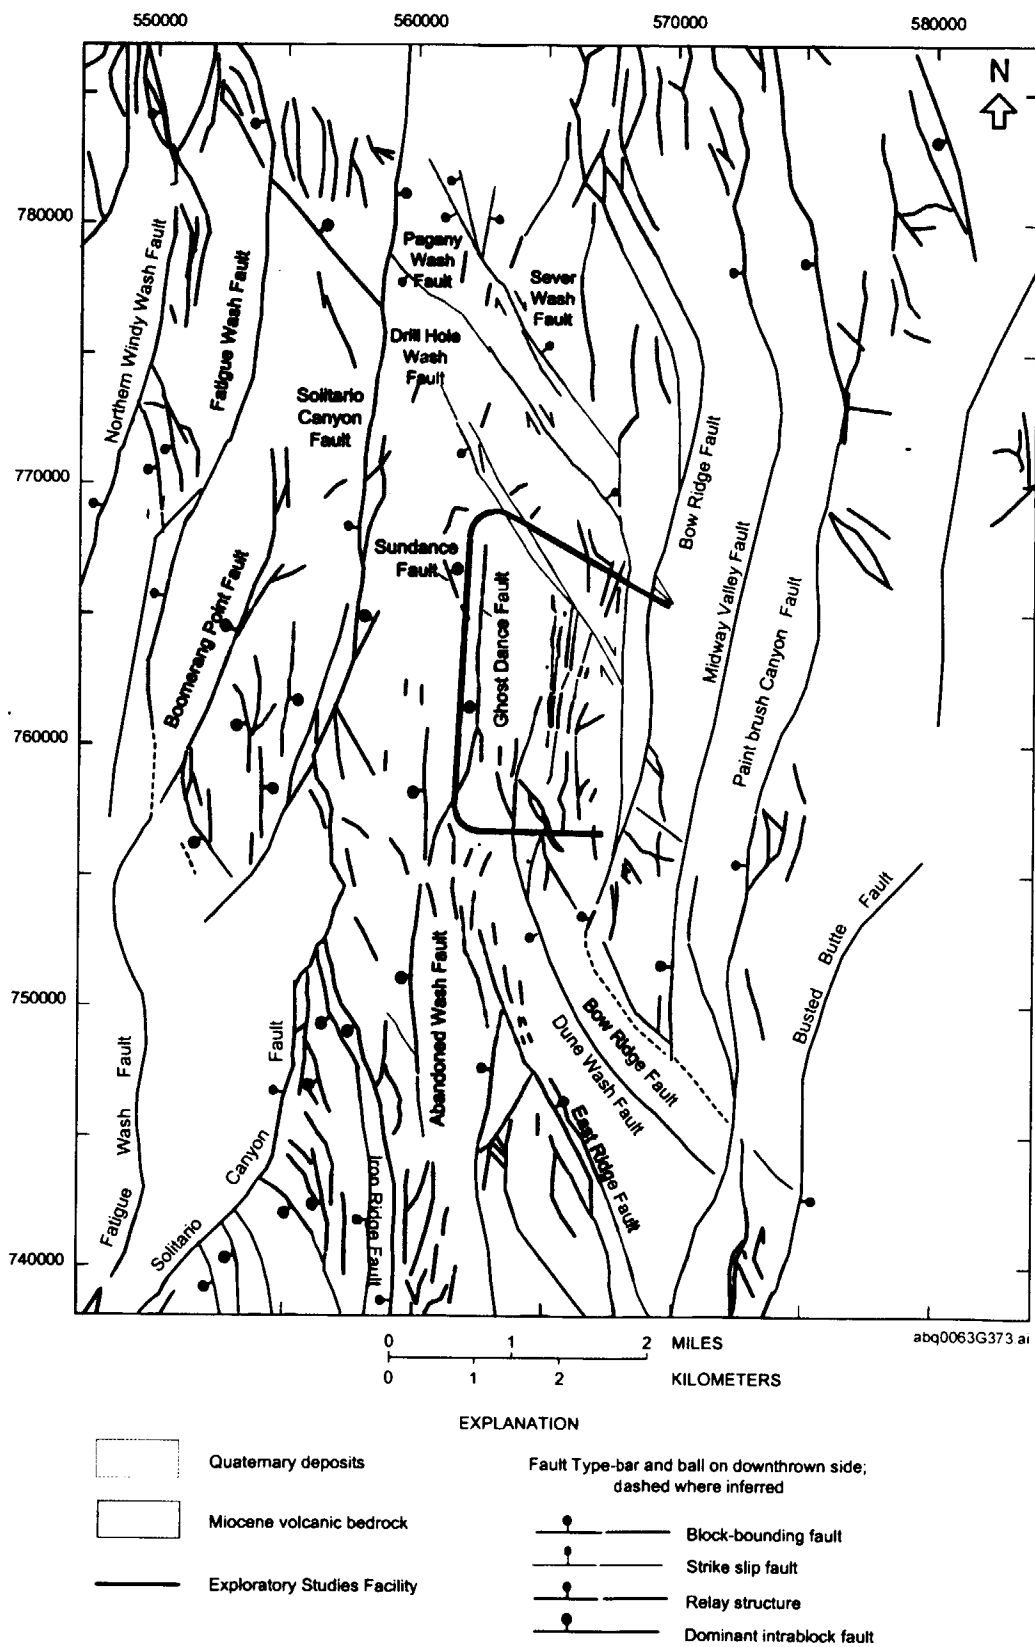 550000
560000
570000
580000
N
780000
770000
760000
750000
740000
Northern Windy Wash Fault
Fatigue Wash Fault
Pagany
Wash
Fault
Sever
Wash
Fault
Drill Hole
Wash
Fault
Solitario
Canyon
Fault
Bow Ridge Fault
Sundance
Fault
Ghost Dance Fault
Midway Valley Fault
Paint brush Canyon Fault
Boomerang Point Fault
Busted Butte Fault
Abandoned Wash Fault
Bow Ridge Fault
Dune Wash Fault
East Ridge Fault
Fatigue Wash Fault
Solitario Canyon Fault
Iron Ridge Fault
0 1 2 MILES
0 1 2 KILOMETERS
abq0063G373.ai
EXPLANATION
Quaternary deposits
Miocene volcanic bedrock
Exploratory Studies Facility
Fault Type-bar and ball on downthrown side;
dashed where inferred
Block-bounding fault
Strike slip fault
Relay structure
Dominant intrablock fault